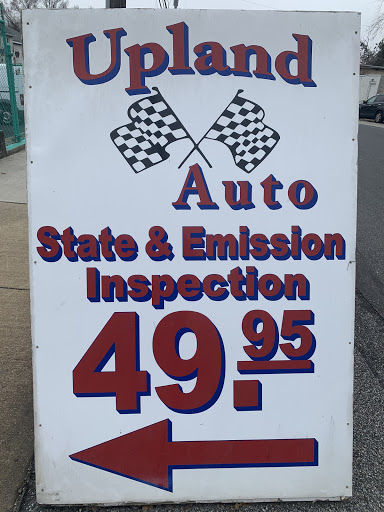 Upland
Auto
State & Emission
Inspection
49.95